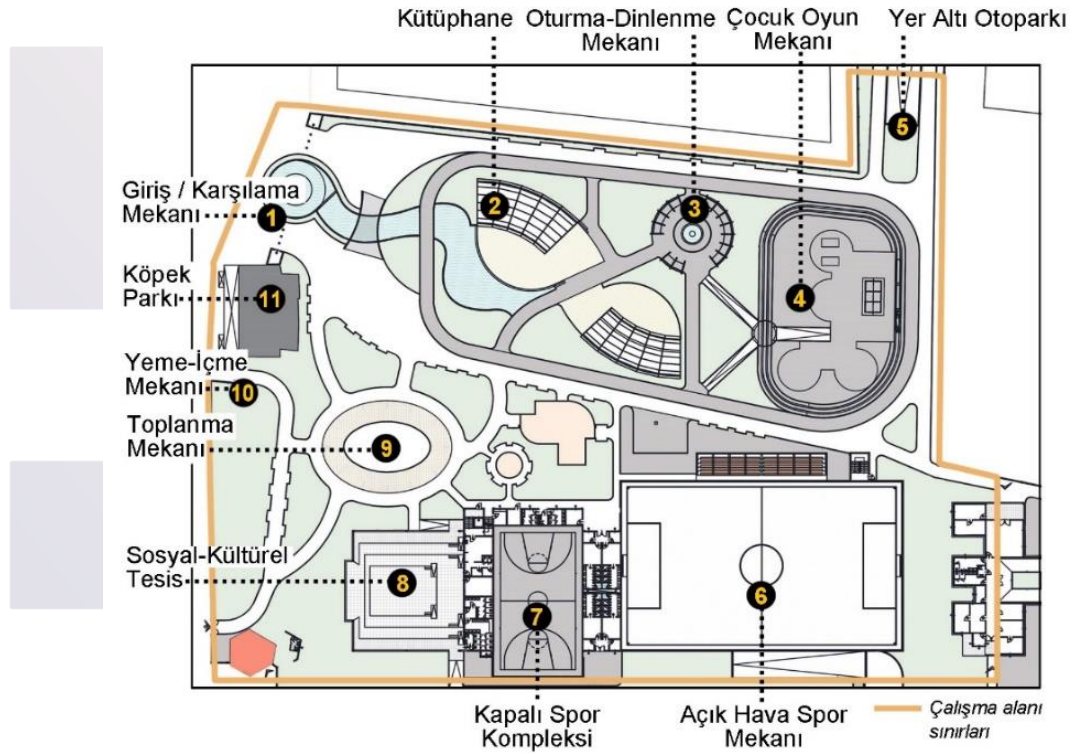 Kütüphane
Oturma-Dinlenme
Mekanı
Çocuk Oyun
Mekanı
Yer Altı Otoparkı
5
Giriş / Karşılama
Mekanı
1
2
3
4
Köpek
Parkı
11
Yeme-İçme
Mekanı
10
Toplanma
Mekanı
9
Sosyal-Kültürel
Tesis
8
7
6
Kapalı Spor
Kompleksi
Açık Hava Spor
Mekanı
Çalışma alanı
sınırları